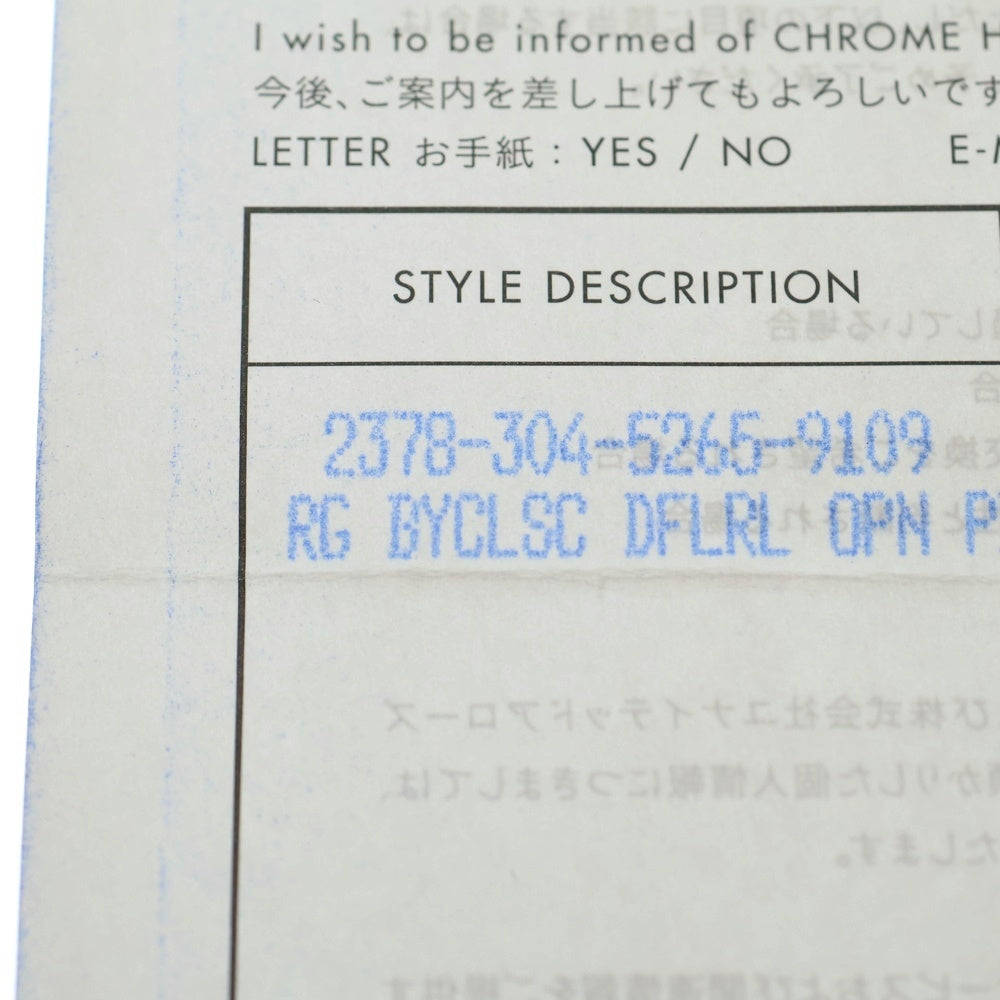 I wish to be informed of CHROME H
今後、ご案内を差し上げてもよろしいです
LETTER お手紙 : YES / NO E-M
STYLE DESCRIPTION
2378-304-5265-9109
RG BYCLSC DFLRL OPN P